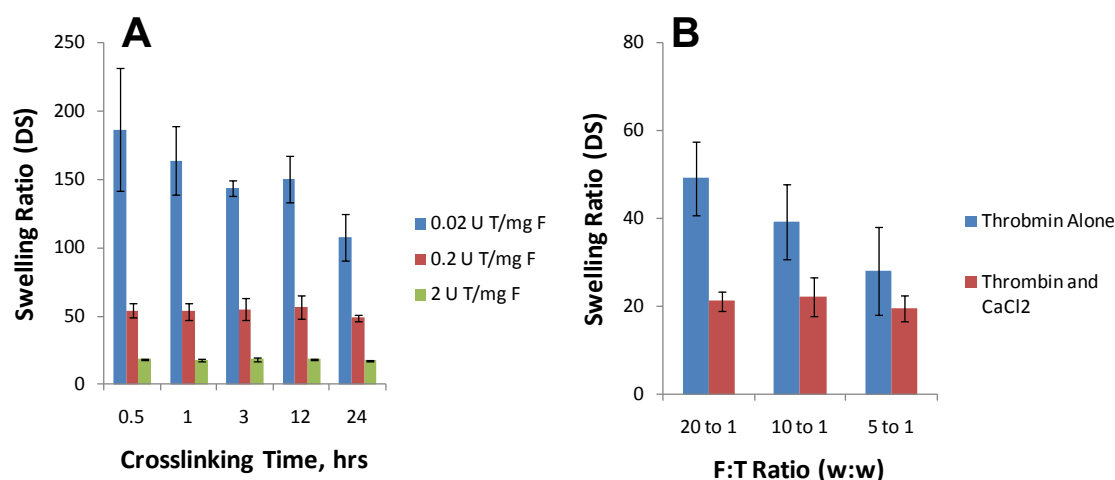 A
250
200
150
100
50
0
Swelling Ratio (DS)
0.5 1 3 12 24
Crosslinking Time, hrs
0.02 U T/mg F
0.2 U T/mg F
2 U T/mg F
B
80
60
40
20
0
Swelling Ratio (DS)
20 to 1 10 to 1 5 to 1
F:T Ratio (w:w)
Throbmin Alone
Thrombin and
CaCl2